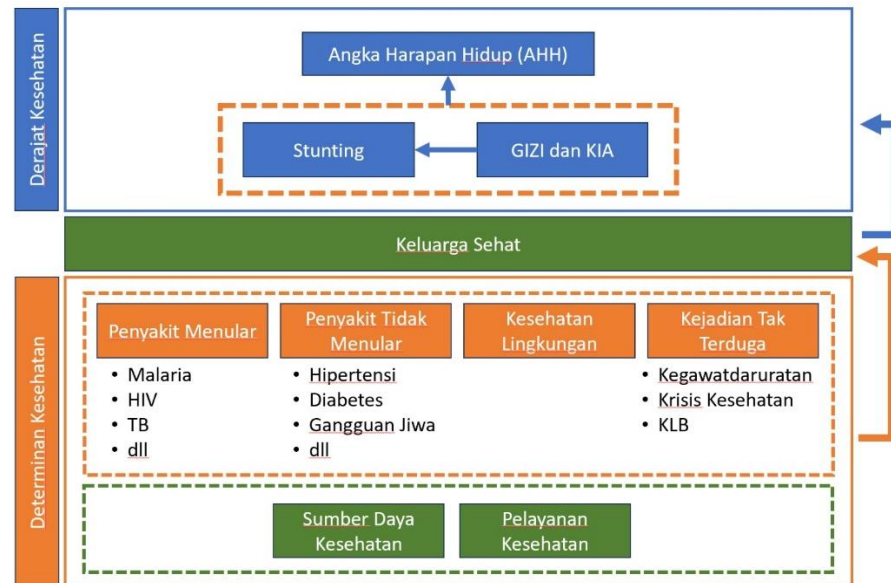 Derajat Kesehatan
Angka Harapan Hidup (AHH)
Stunting
GIZI dan KIA
Keluarga Sehat
Determinan Kesehatan
Penyakit Menular
• Malaria
• HIV
• TB
• dll
Penyakit Tidak
Menular
• Hipertensi
• Diabetes
• Gangguan Jiwa
• dll
Kesehatan
Lingkungan
Kejadian Tak
Terduga
• Kegawatdaruratan
• Krisis Kesehatan
• KLB
Sumber Daya
Kesehatan
Pelayanan
Kesehatan